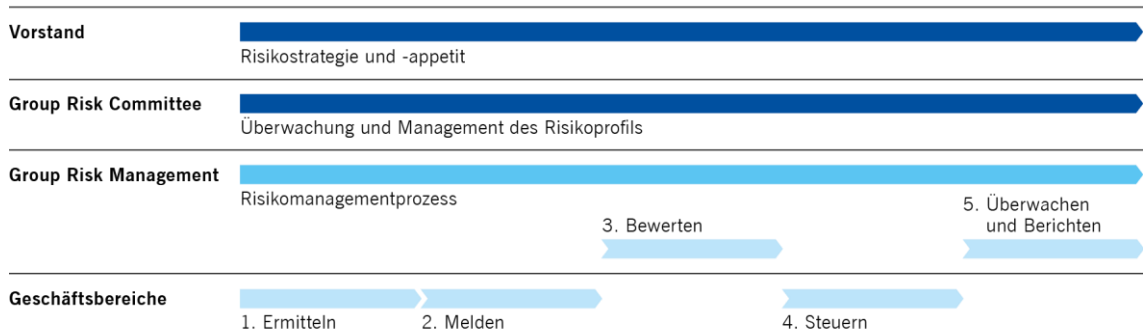 Vorstand
Risikostrategie und -appetit
Group Risk Committee
Überwachung und Management des Risikoprofils
Group Risk Management
Risikomanagementprozess
3. Bewerten
5. Überwachen
und Berichten
Geschäftsbereiche
1. Ermitteln
2. Melden
4. Steuern